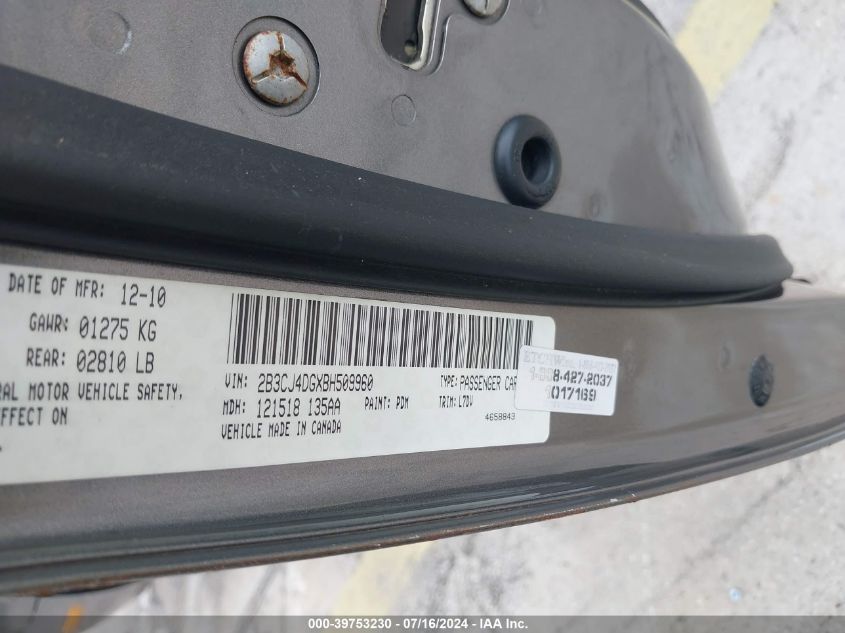 DATE OF MFR: 12-10
GAWR: 01275 KG
REAR: 02810 LB
RAL MOTOR VEHICLE SAFETY,
EFFECT ON
VIN: 2B3CJ4DGXBH509960
TYPE: PASSENGER CAR
MDH: 121518 135AA
PAINT: PDM
TRIM: L7DV
VEHICLE MADE IN CANADA
4658843
427-2037
017169
000-39753230 - 07/16/2024 - IAA Inc.